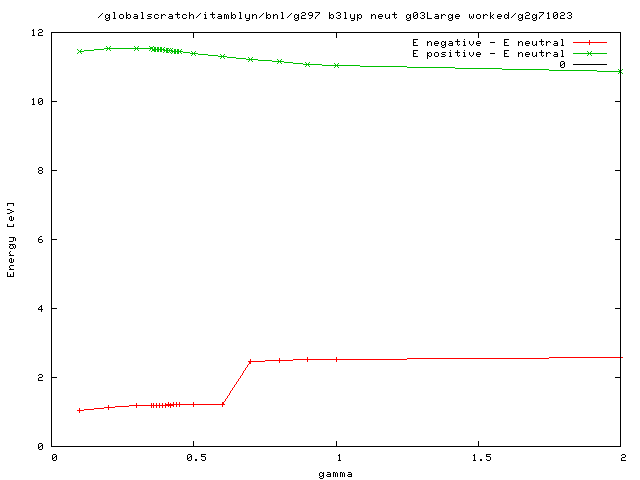 /globalscratch/itamblyn/bnl/g297 b3lyp neut g03Large worked/g2g71023
E negative - E neutral
E positive - E neutral
0
12
10
8
6
4
2
0
Energy [eV]
0 0.5 1 1.5 2
gamma